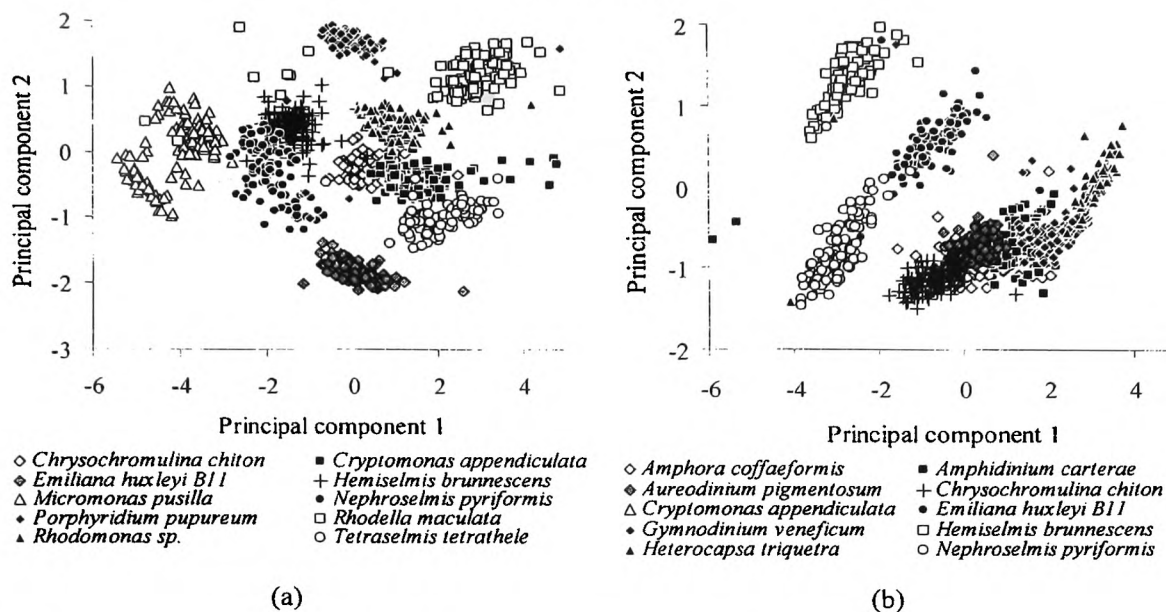 2
1
0
-1
-2
-3
Principal component 2
-6
-4
-2
0
2
4
Principal component 1
Chrysochromulina chiton
Emiliana huxleyi B11
Micromonas pusilla
Porphyridium pupureum
Rhodomonas sp.
Cryptomonas appendiculata
Hemiselmis brunnescens
Nephroselmis pyriformis
Rhodella maculata
Tetraselmis tetrathele
(a)
2
1
0
-1
-2
Principal component 2
-6
-4
-2
0
2
4
Principal component 1
Amphora coffaeformis
Aureodinium pigmentosum
Cryptomonas appendiculata
Gymnodinium veneficum
Heterocapsa triquetra
Amphidinium carterae
Chrysochromulina chiton
Emiliana huxleyi B11
Hemiselmis brunnescens
Nephroselmis pyriformis
(b)